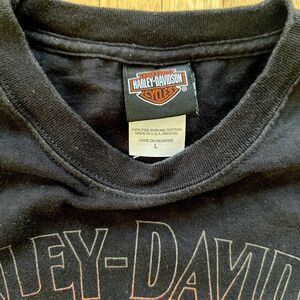 HARLEY-DAVIDSON
CYCLES
100% PRE-SHRUNK COTTON
MADE IN U.S.A.
CARE ON REVERSE
L
LEY-DAVID